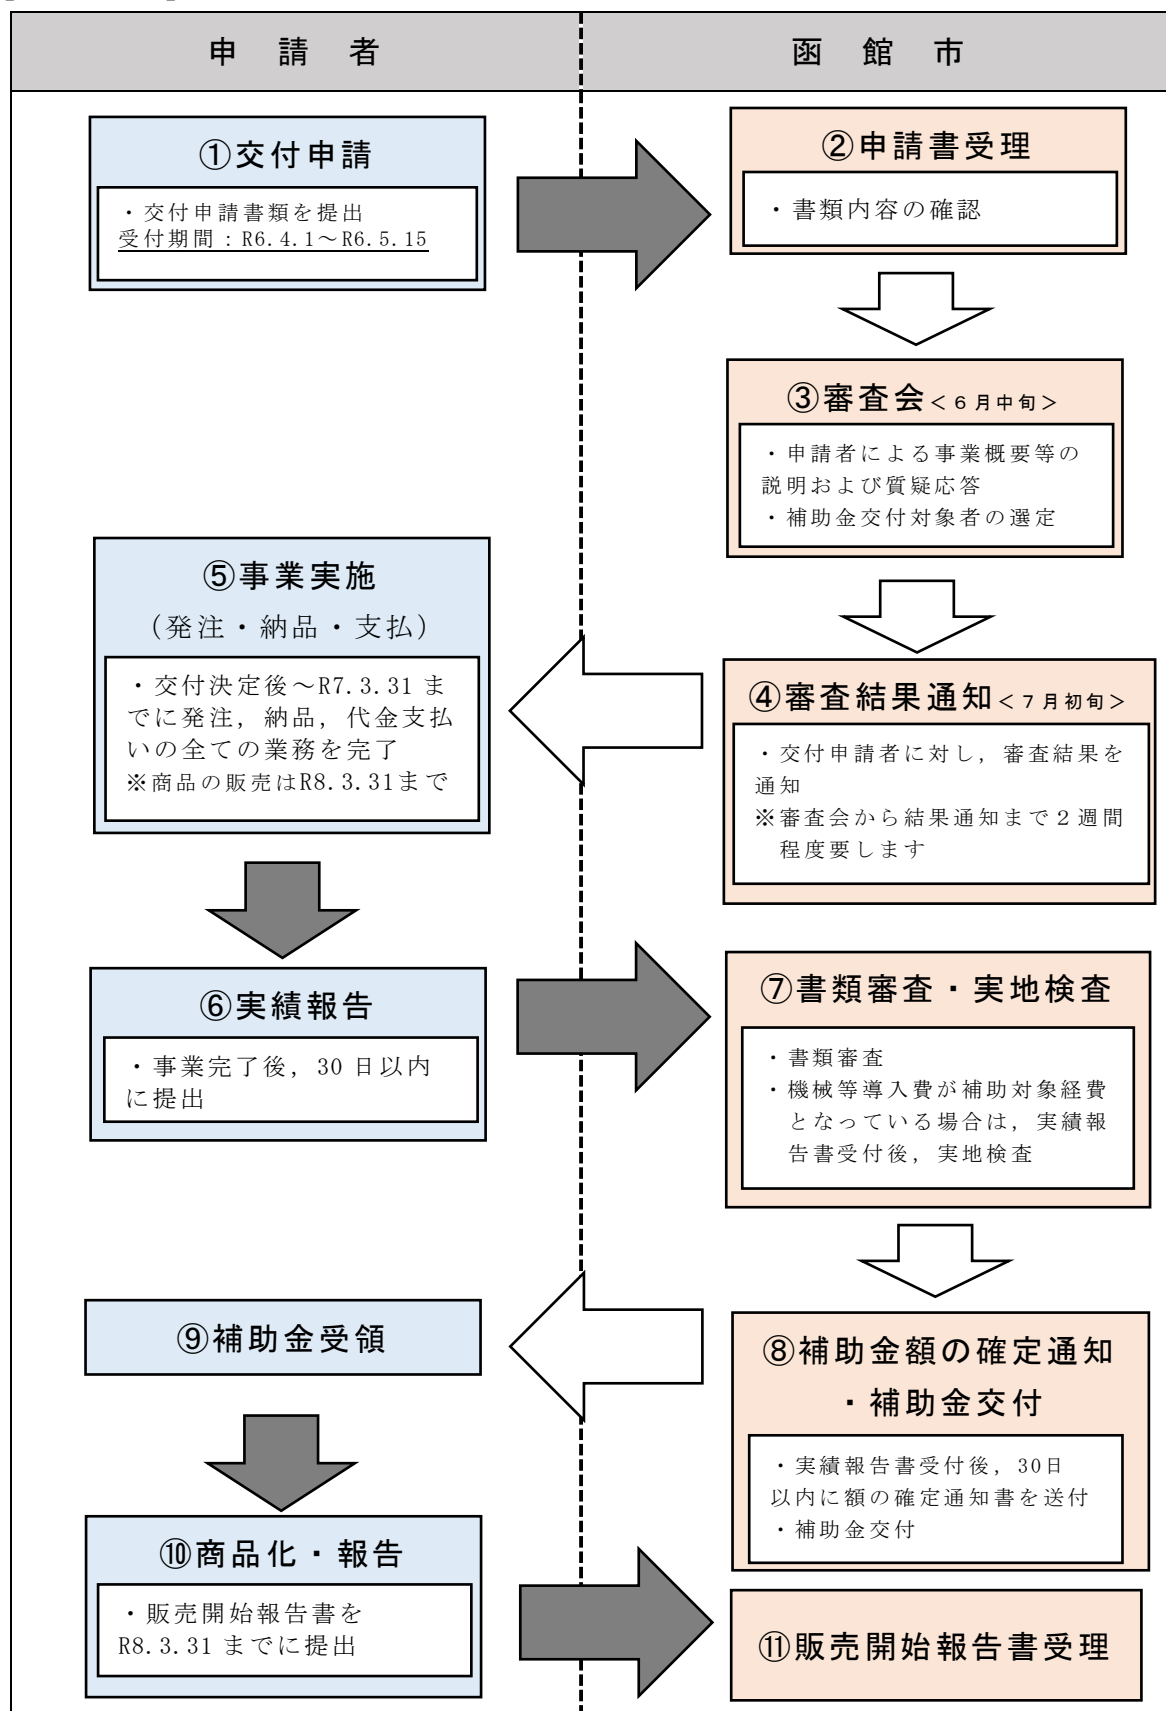 申請者
函館市
①交付申請
・交付申請書類を提出
受付期間：R6.4.1～R6.5.15
②申請書受理
・書類内容の確認
③審査会＜６月中旬＞
・申請者による事業概要等の
説明および質疑応答
・補助金交付対象者の選定
④審査結果通知＜７月初旬＞
・交付申請者に対し，審査結果を
通知
※審査会から結果通知まで２週間
程度要します
⑤事業実施
（発注・納品・支払）
・交付決定後～R7.3.31 ま
でに発注，納品，代金支払
いの全ての業務を完了
※商品の販売はR8.3.31まで
⑥実績報告
・事業完了後，30 日以内
に提出
⑦書類審査・実地検査
・書類審査
・機械等導入費が補助対象経費
となっている場合は，実績報
告書受付後，実地検査
⑧補助金額の確定通知
・補助金交付
・実績報告書受付後，30日
以内に額の確定通知書を送付
・補助金交付
⑨補助金受領
⑩商品化・報告
・販売開始報告書を
R8.3.31 までに提出
⑪販売開始報告書受理